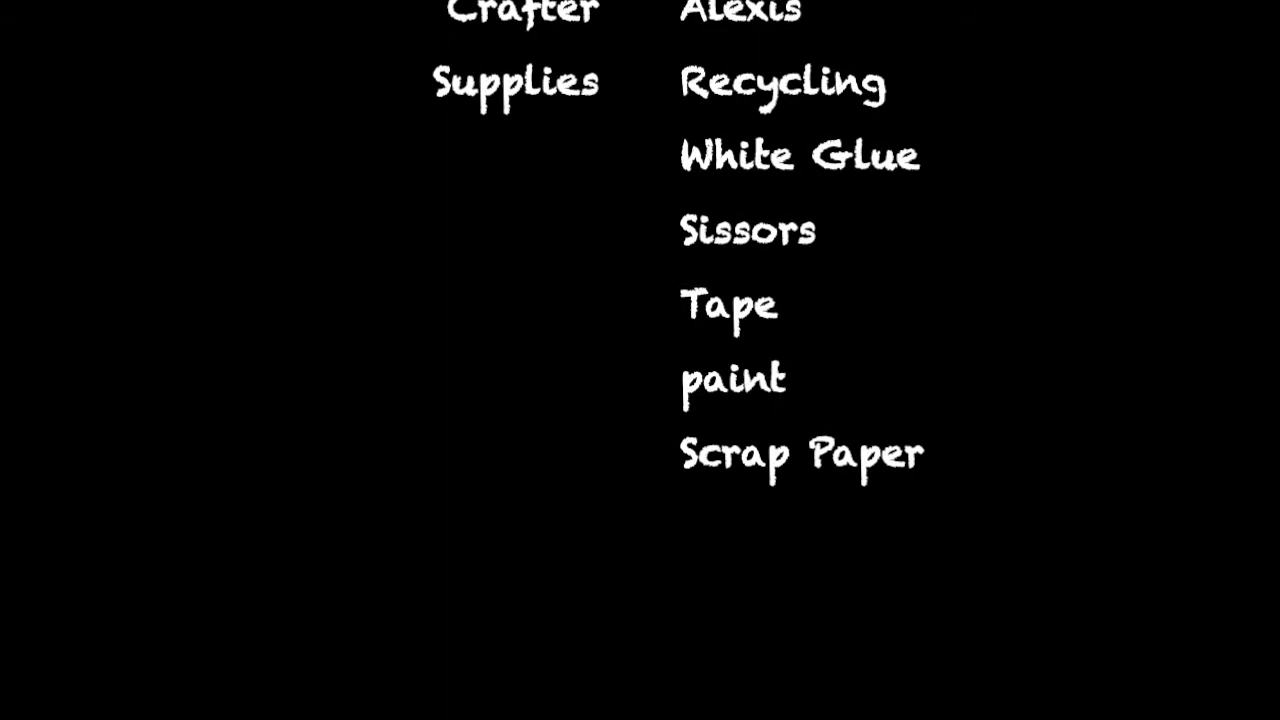 Crafter Alexis
Supplies Recycling
White Glue
Sissors
Tape
paint
Scrap Paper